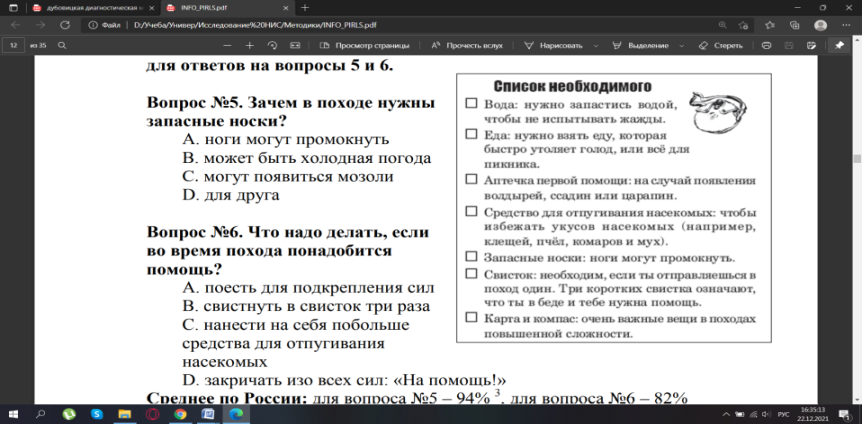 дубовицкая диагностическая м
INFO_PIRLS.pdf
Файл | D:/Учеба/Универ/Исследование%20НИС/Методики/INFO_PIRLS.pdf
12 из 35
Просмотр страницы
Прочесть вслух
Нарисовать
Выделение
Стереть
для ответов на вопросы 5 и 6.
Вопрос №5. Зачем в походе нужны
запасные носки?
A. ноги могут промокнуть
B. может быть холодная погода
C. могут появиться мозоли
D. для друга
Вопрос №6. Что надо делать, если
во время похода понадобится
помощь?
A. поесть для подкрепления сил
B. свистнуть в свисток три раза
C. нанести на себя побольше
средства для отпугивания
насекомых
D. закричать изо всех сил: «На помощь!»
Среднее по России: для вопроса №5 – 94% 3, для вопроса №6 – 82%
Список необходимого
Вода: нужно запастись водой,
чтобы не испытывать жажды.
Еда: нужно взять еду, которая
быстро утоляет голод, или всё для
пикника.
Аптечка первой помощи: на случай появления
волдырей, ссадин или царапин.
Средство для отпугивания насекомых: чтобы
избежать укусов насекомых (например,
клещей, пчёл, комаров и мух).
Запасные носки: ноги могут промокнуть.
Свисток: необходим, если ты отправляешься в
поход один. Три коротких свистка означают,
что ты в беде и тебе нужна помощь.
Карта и компас: очень важные вещи в походах
повышенной сложности.
РУС
16:35:13
22.12.2021